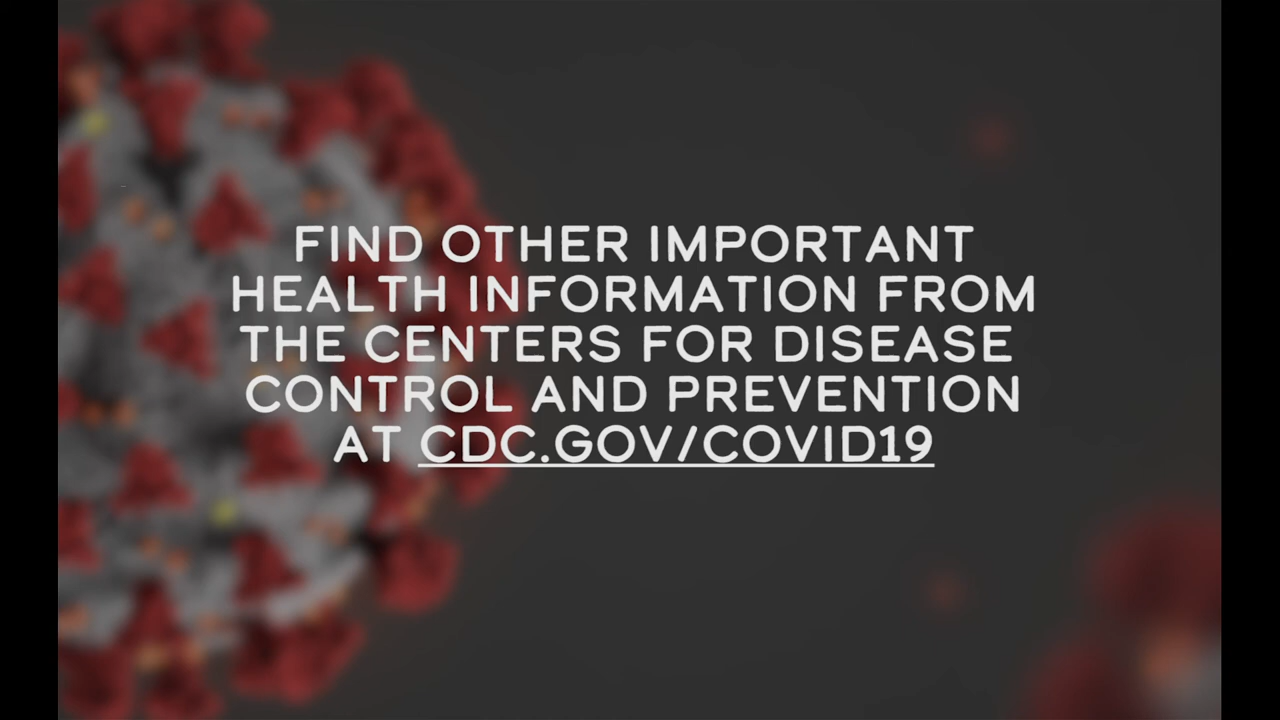 FIND OTHER IMPORTANT
HEALTH INFORMATION FROM
THE CENTERS FOR DISEASE
CONTROL AND PREVENTION
AT CDC.GOV/COVID19